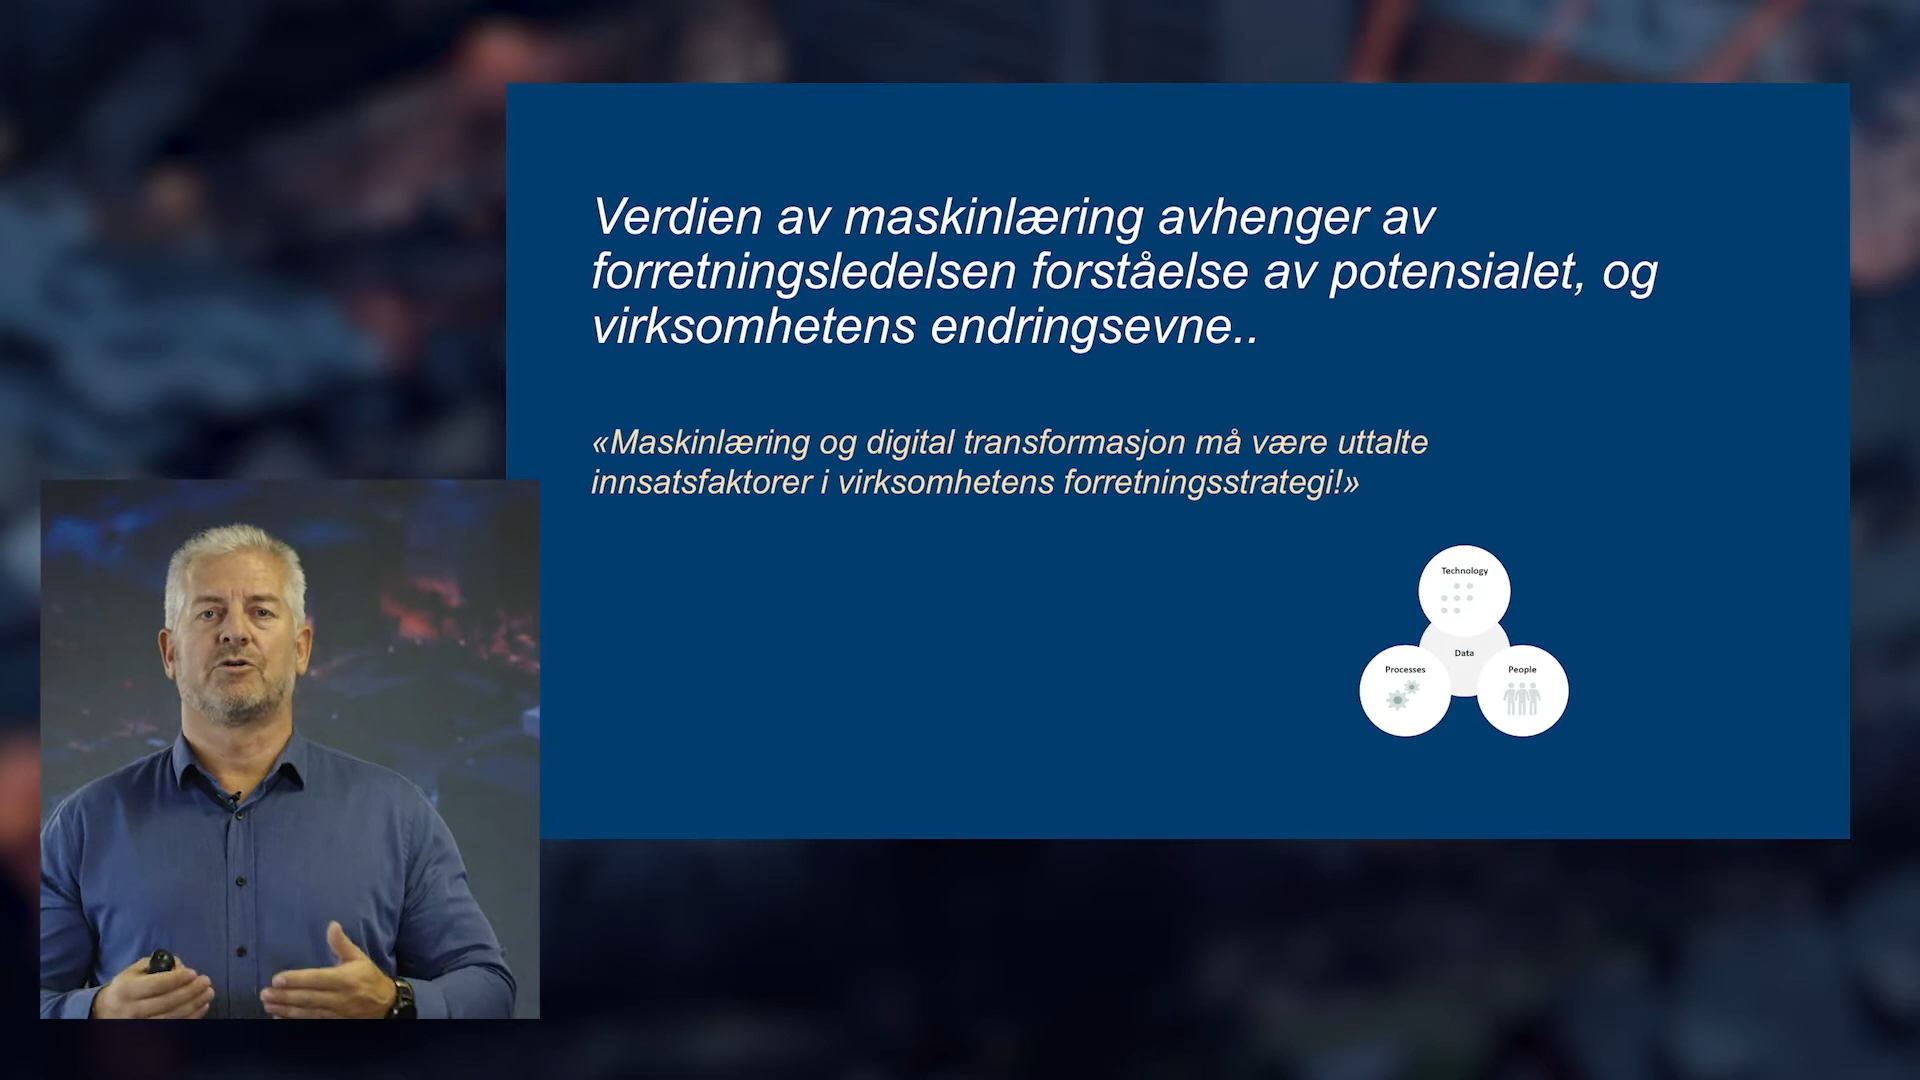 Verdien av maskinlæring avhenger av
forretningsledelsen forståelse av potensialet, og
virksomhetens endringsevne..
«Maskinlæring og digital transformasjon må være uttalte
innsatsfaktorer i virksomhetens forretningsstrategi!»
Technology
Data
Processes
People